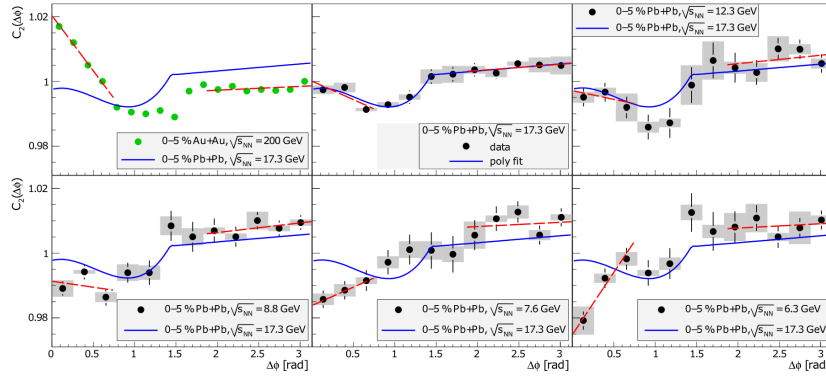 C₂(Δϕ)
1.02
1
0.98
0–5 % Au+Au, √sNN = 200 GeV
0–5 % Pb+Pb, √sNN = 17.3 GeV
0–5 % Pb+Pb, √sNN = 17.3 GeV
data
poly fit
0–5 % Pb+Pb, √sNN = 12.3 GeV
0–5 % Pb+Pb, √sNN = 17.3 GeV
C₂(Δϕ)
1.02
1
0.98
0–5 % Pb+Pb, √sNN = 8.8 GeV
0–5 % Pb+Pb, √sNN = 17.3 GeV
0–5 % Pb+Pb, √sNN = 7.6 GeV
0–5 % Pb+Pb, √sNN = 17.3 GeV
0–5 % Pb+Pb, √sNN = 6.3 GeV
0–5 % Pb+Pb, √sNN = 17.3 GeV
0 0.5 1 1.5 2 2.5 3
0.5 1 1.5 2 2.5 3
0.5 1 1.5 2 2.5 3
Δϕ [rad]
Δϕ [rad]
Δϕ [rad]